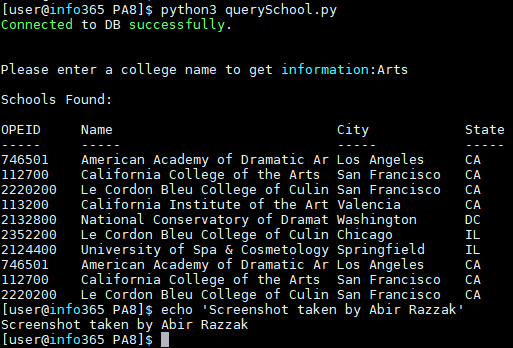 [user@info365 PA8]$ python3 querySchool.py
Connected to DB successfully.
Please enter a college name to get information:Arts
Schools Found:
OPEID     Name                            City            State
-----     -----                           -----           -----
746501    American Academy of Dramatic Ar Los Angeles     CA
112700    California College of the Arts  San Francisco   CA
2220200   Le Cordon Bleu College of Culin San Francisco   CA
113200    California Institute of the Art Valencia        CA
2132800   National Conservatory of Dramat Washington      DC
2352200   Le Cordon Bleu College of Culin Chicago         IL
2124400   University of Spa & Cosmetology Springfield     IL
746501    American Academy of Dramatic Ar Los Angeles     CA
112700    California College of the Arts  San Francisco   CA
2220200   Le Cordon Bleu College of Culin San Francisco   CA
[user@info365 PA8]$ echo 'Screenshot taken by Abir Razzak'
Screenshot taken by Abir Razzak
[user@info365 PA8]$